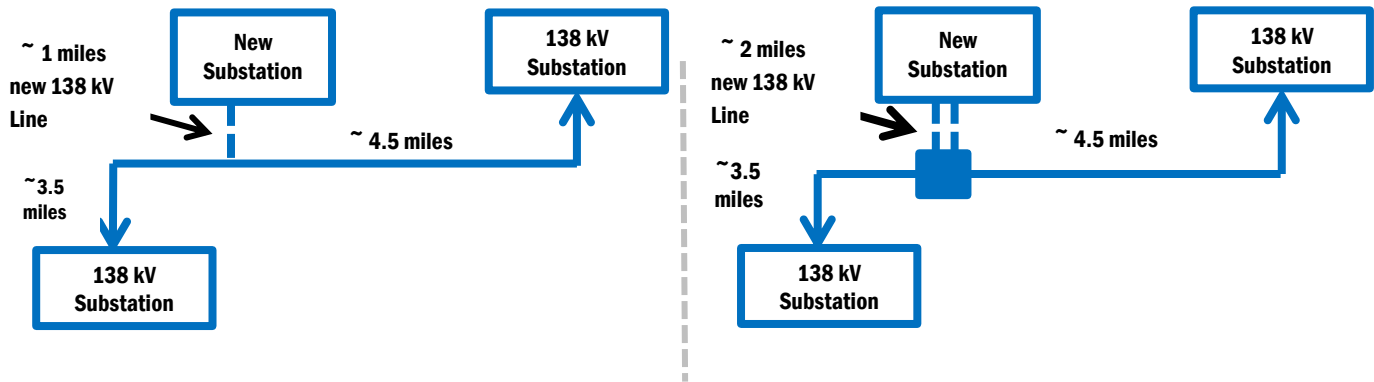 ~ 1 miles
new 138 kV
Line
New
Substation
138 kV
Substation
~ 4.5 miles
~3.5
miles
138 kV
Substation
~ 2 miles
new 138 kV
Line
New
Substation
138 kV
Substation
~ 4.5 miles
~3.5
miles
138 kV
Substation